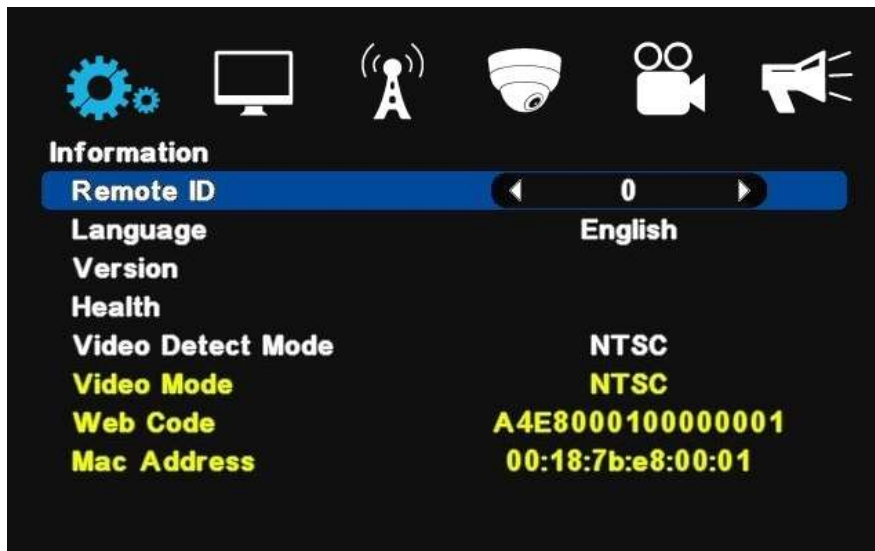 Information
Remote ID 0
Language English
Version
Health
Video Detect Mode NTSC
Video Mode NTSC
Web Code A4E8000100000001
Mac Address 00:18:7b:e8:00:01